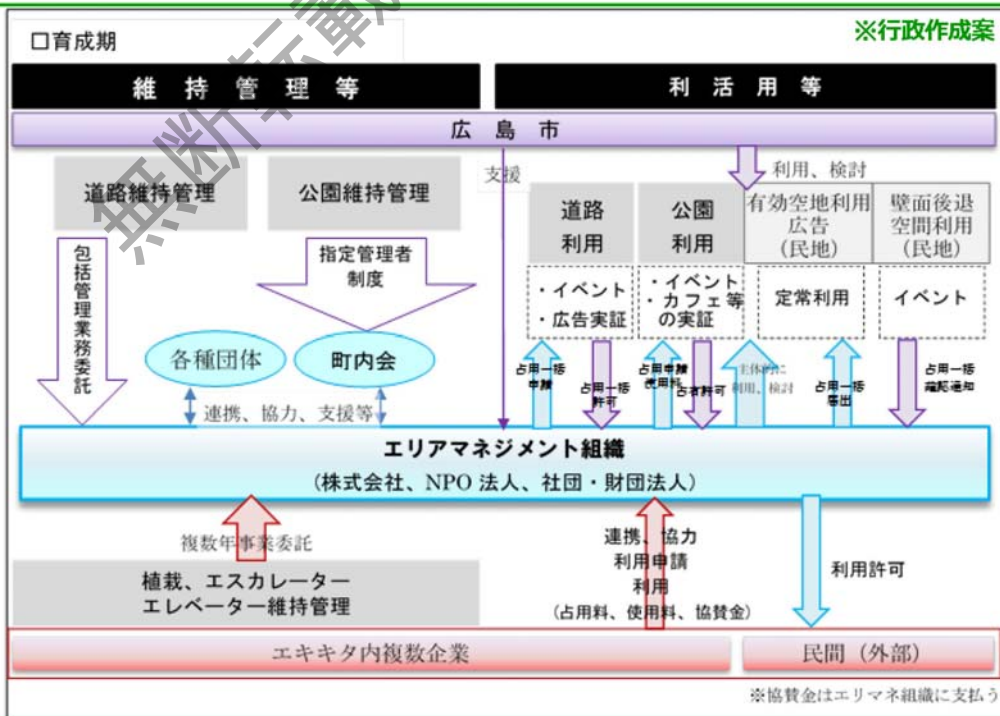 □育成期
※行政作成案
維持管理等
利活用等
広島市
無断転載
道路維持管理
公園維持管理
支援
利用、検討
道路
利用
公園
利用
有効空地利用
広告
(民地)
壁面後退
空間利用
(民地)
包括管理業務委託
指定管理者
制度
・イベント
・広告実証
・イベント
・カフェ等
の実証
定常利用
イベント
各種団体
町内会
占用一括
申請
占用一括
許可
占用申請
使用料
占有許可
主体的に
利用、検討
占用一括
届出
占用一括
確認通知
連携、協力、支援等
エリアマネジメント組織
(株式会社、NPO 法人、社団・財団法人)
複数年事業委託
植栽、エスカレーター
エレベーター維持管理
連携、協力
利用申請
利用
(占用料、使用料、協賛金)
利用許可
エキキタ内複数企業
民間（外部）
※協賛金はエリマネ組織に支払う